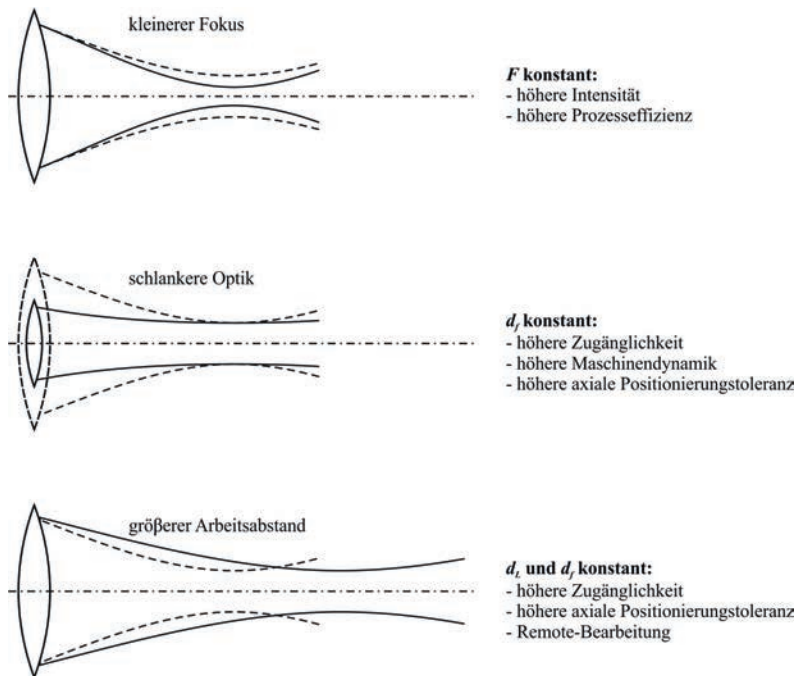 kleinerer Fokus
F konstant:
- höhere Intensität
- höhere Prozesseffizienz
schlankere Optik
df konstant:
- höhere Zugänglichkeit
- höhere Maschinendynamik
- höhere axiale Positionierungstoleranz
größerer Arbeitsabstand
dL und df konstant:
- höhere Zugänglichkeit
- höhere axiale Positionierungstoleranz
- Remote-Bearbeitung